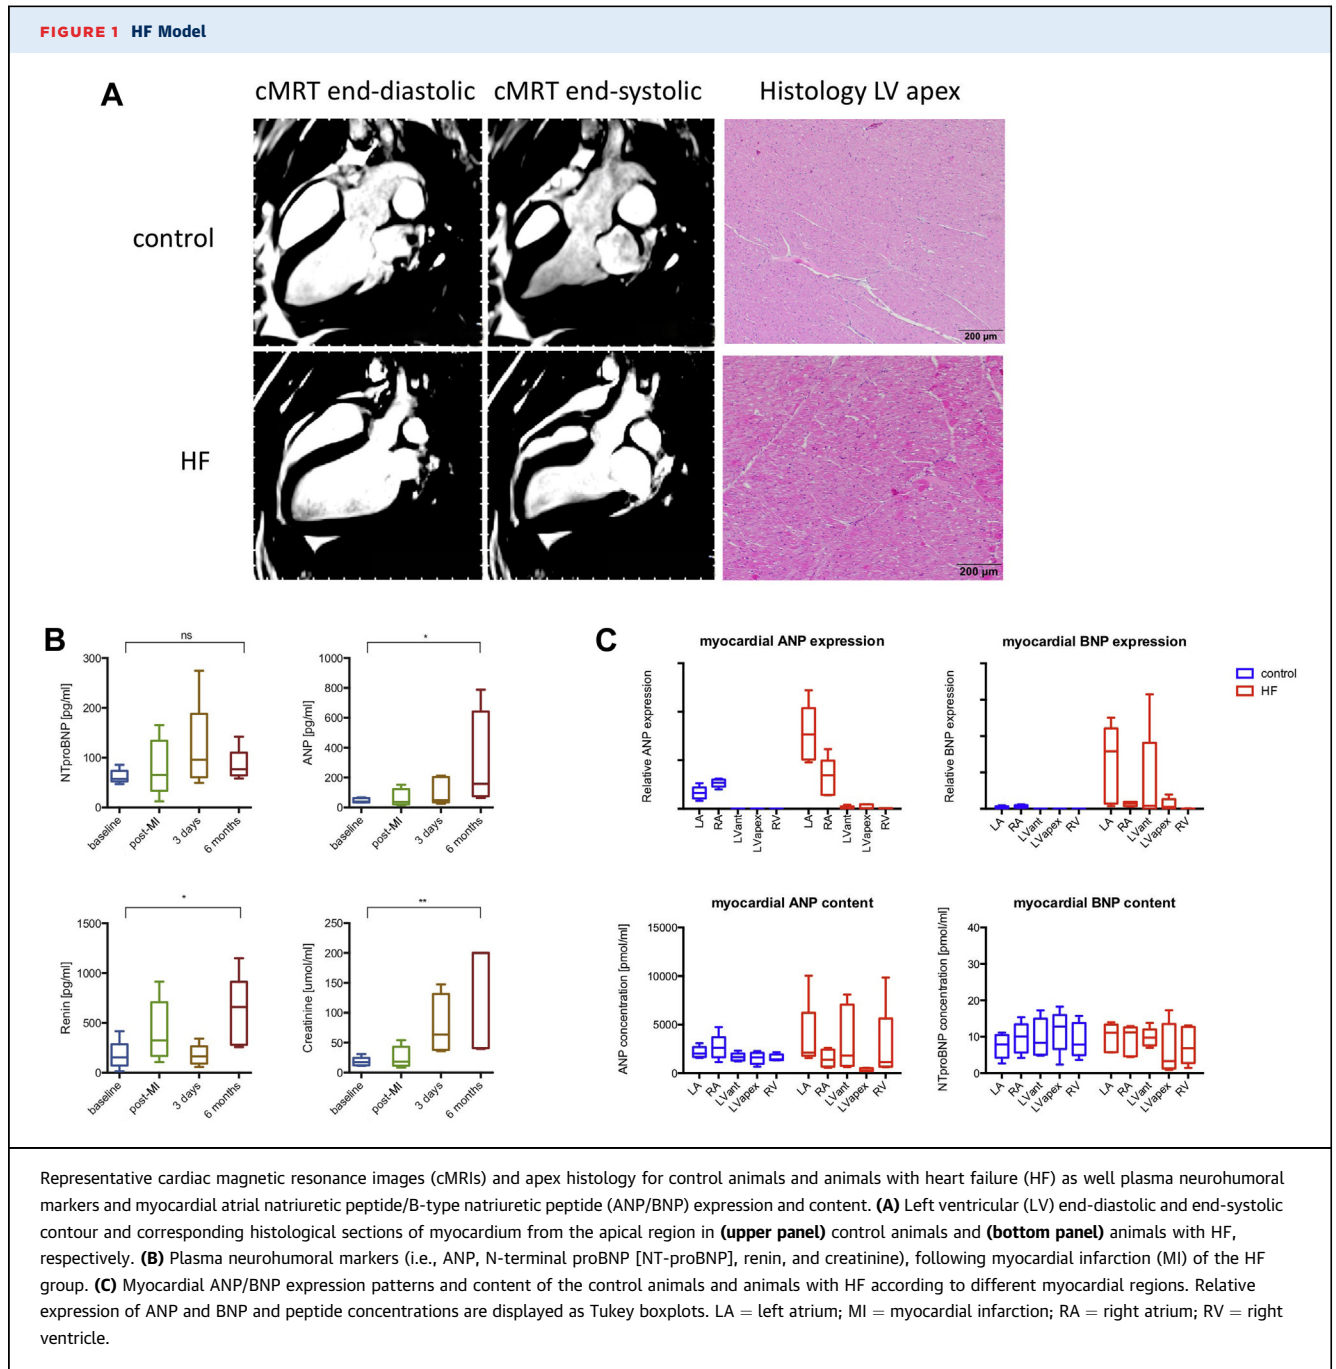 FIGURE 1 HF Model
A
cMRT end-diastolic
cMRT end-systolic
Histology LV apex
control
200 µm
HF
200 µm
B
ns
NTproBNP [pg/ml]
300
200
100
0
baseline
post-MI
3 days
6 months
*
ANP [pg/ml]
1000
800
600
400
200
0
baseline
post-MI
3 days
6 months
*
Renin [pg/ml]
1500
1000
500
0
baseline
post-MI
3 days
6 months
**
Creatinine [umol/ml]
250
200
150
100
50
0
baseline
post-MI
3 days
6 months
C
myocardial ANP expression
Relative ANP expression
LA
RA
LVant
LVapex
RV
LA
RA
LVant
LVapex
RV
myocardial BNP expression
Relative BNP expression
LA
RA
LVant
LVapex
RV
LA
RA
LVant
LVapex
RV
control
HF
myocardial ANP content
ANP concentration [pmol/ml]
15000
10000
5000
0
LA
RA
LVant
LVapex
RV
LA
RA
LVant
LVapex
RV
myocardial BNP content
NTproBNP concentration [pmol/ml]
40
30
20
10
0
LA
RA
LVant
LVapex
RV
LA
RA
LVant
LVapex
RV
Representative cardiac magnetic resonance images (cMRIs) and apex histology for control animals and animals with heart failure (HF) as well plasma neurohumoral
markers and myocardial atrial natriuretic peptide/B-type natriuretic peptide (ANP/BNP) expression and content. (A) Left ventricular (LV) end-diastolic and end-systolic
contour and corresponding histological sections of myocardium from the apical region in (upper panel) control animals and (bottom panel) animals with HF,
respectively. (B) Plasma neurohumoral markers (i.e., ANP, N-terminal proBNP [NT-proBNP], renin, and creatinine), following myocardial infarction (MI) of the HF
group. (C) Myocardial ANP/BNP expression patterns and content of the control animals and animals with HF according to different myocardial regions. Relative
expression of ANP and BNP and peptide concentrations are displayed as Tukey boxplots. LA = left atrium; MI = myocardial infarction; RA = right atrium; RV = right
ventricle.